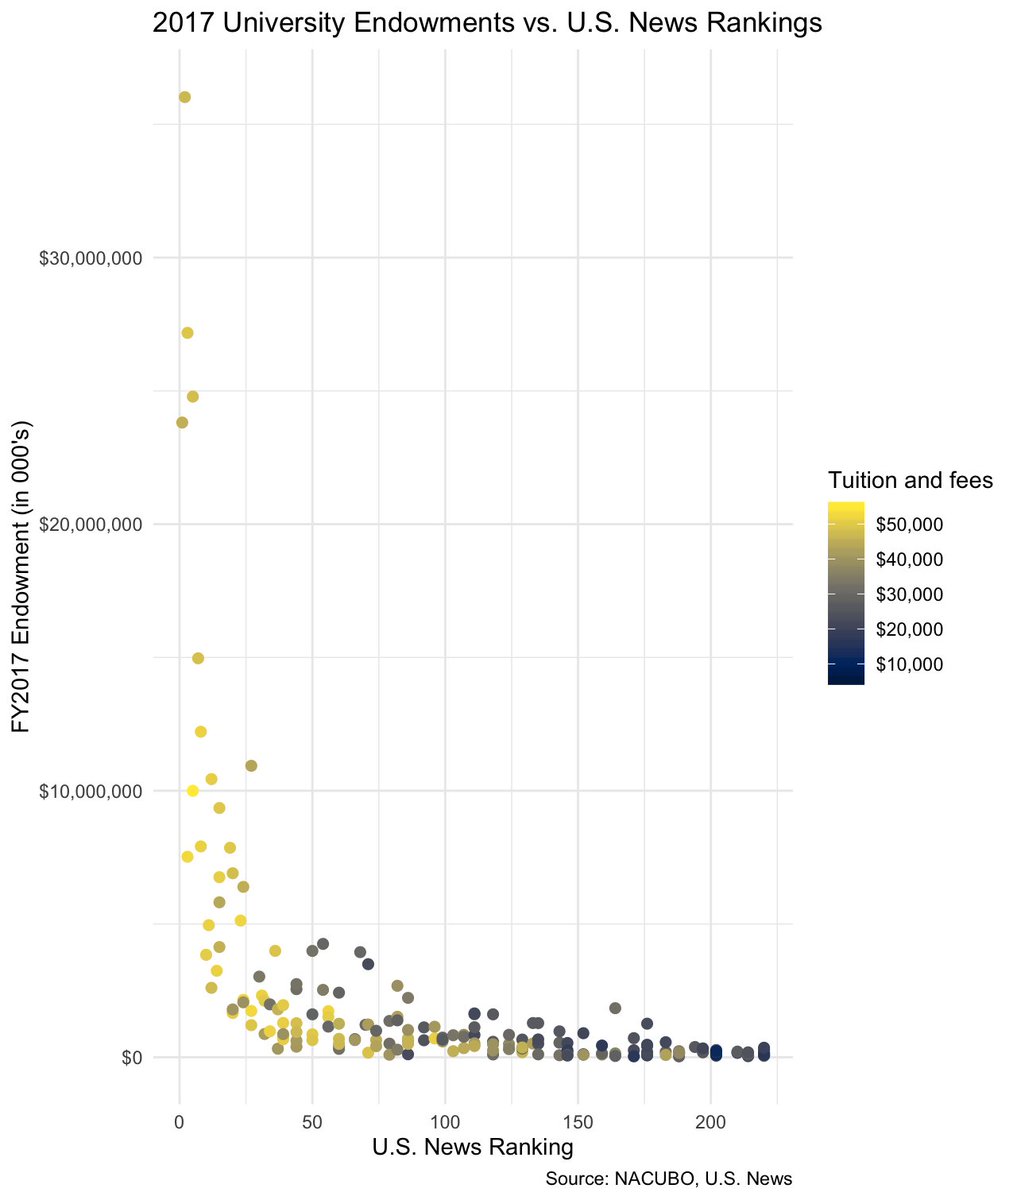 2017 University Endowments vs. U.S. News Rankings
FY2017 Endowment (in 000's)
$30,000,000
$20,000,000
$10,000,000
$0
0 50 100 150 200
U.S. News Ranking
Tuition and fees
$50,000
$40,000
$30,000
$20,000
$10,000
Source: NACUBO, U.S. News